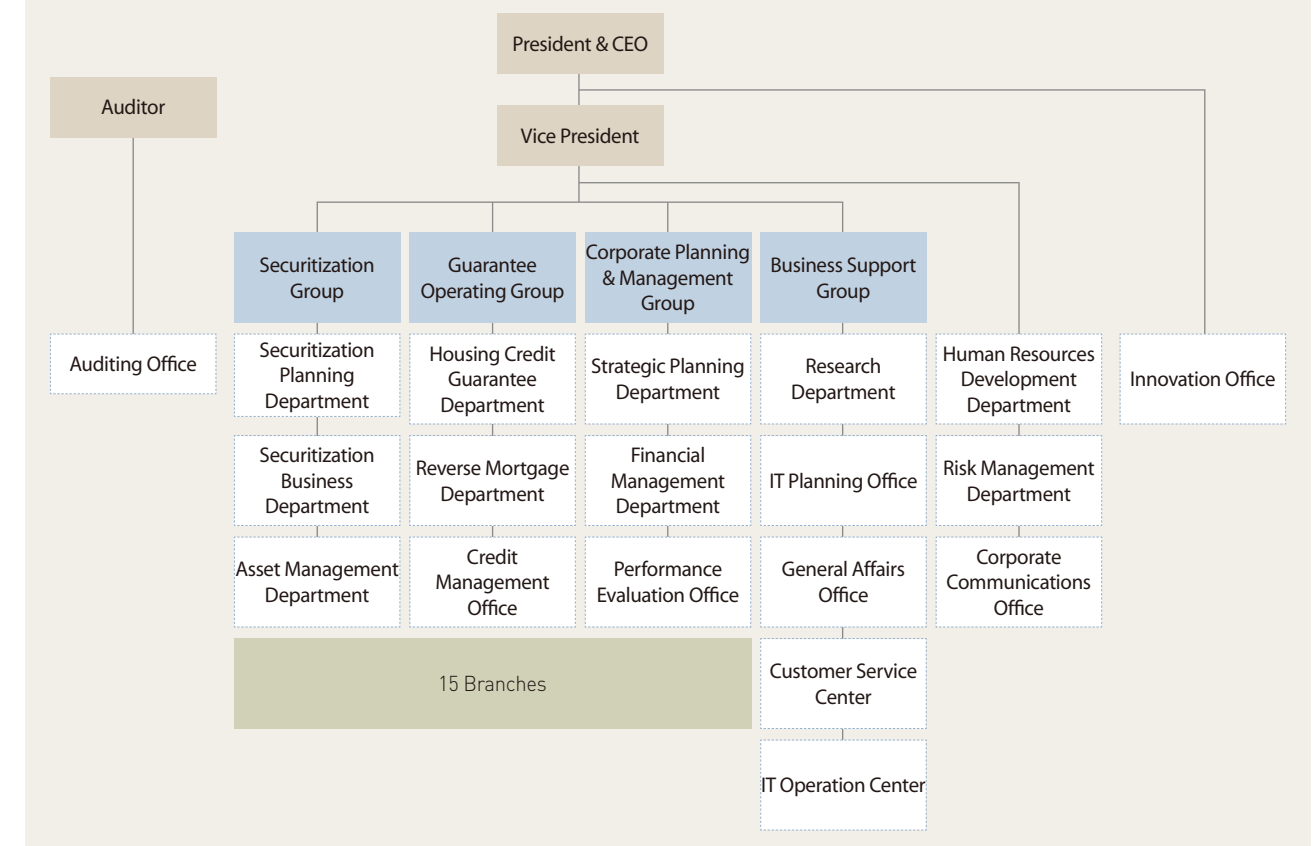 President & CEO
Auditor
Vice President
Securitization
Group
Guarantee
Operating Group
Corporate Planning
& Management
Group
Business Support
Group
Auditing Office
Securitization
Planning
Department
Housing Credit
Guarantee
Department
Strategic Planning
Department
Research
Department
Human Resources
Development
Department
Innovation Office
Securitization
Business
Department
Reverse Mortgage
Department
Financial
Management
Department
IT Planning Office
Risk Management
Department
Asset Management
Department
Credit
Management
Office
Performance
Evaluation Office
General Affairs
Office
Corporate
Communications
Office
15 Branches
Customer Service
Center
IT Operation Center